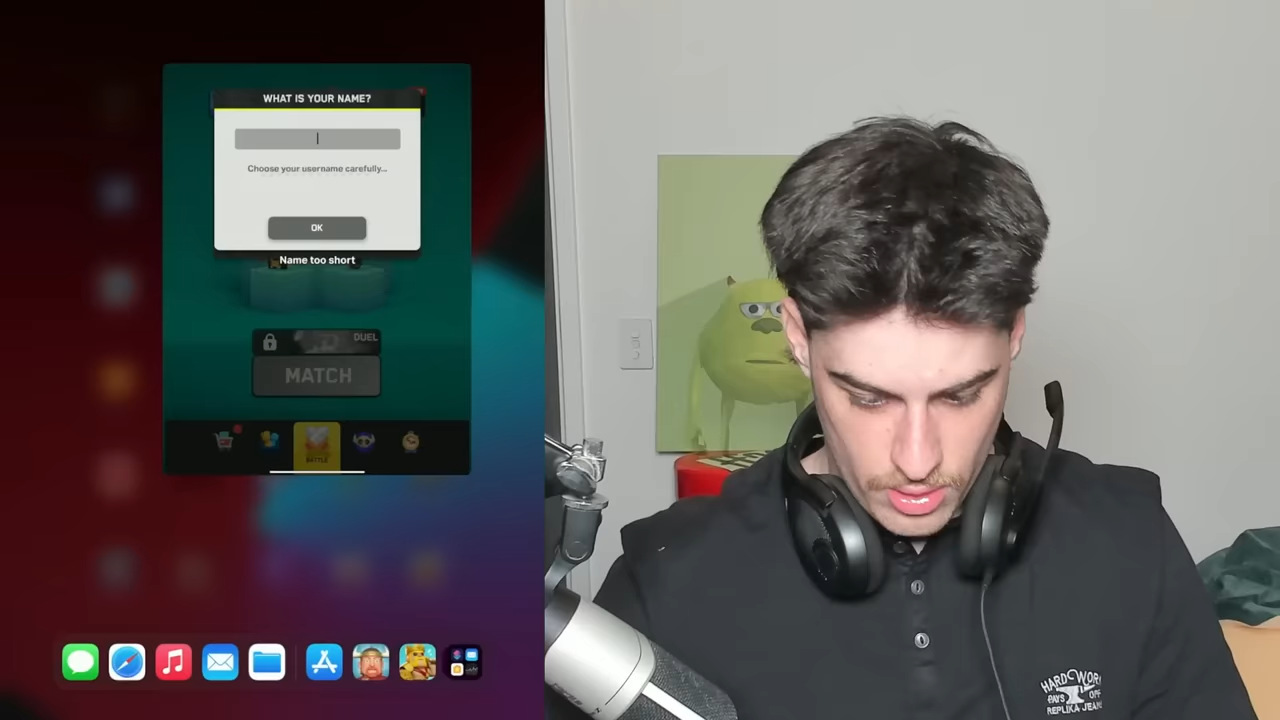 WHAT IS YOUR NAME?
Choose your username carefully...
OK
Name too short
DUEL
MATCH
BATTLE
HARD WORK
PAYS OFF
REPLIKA JEANS